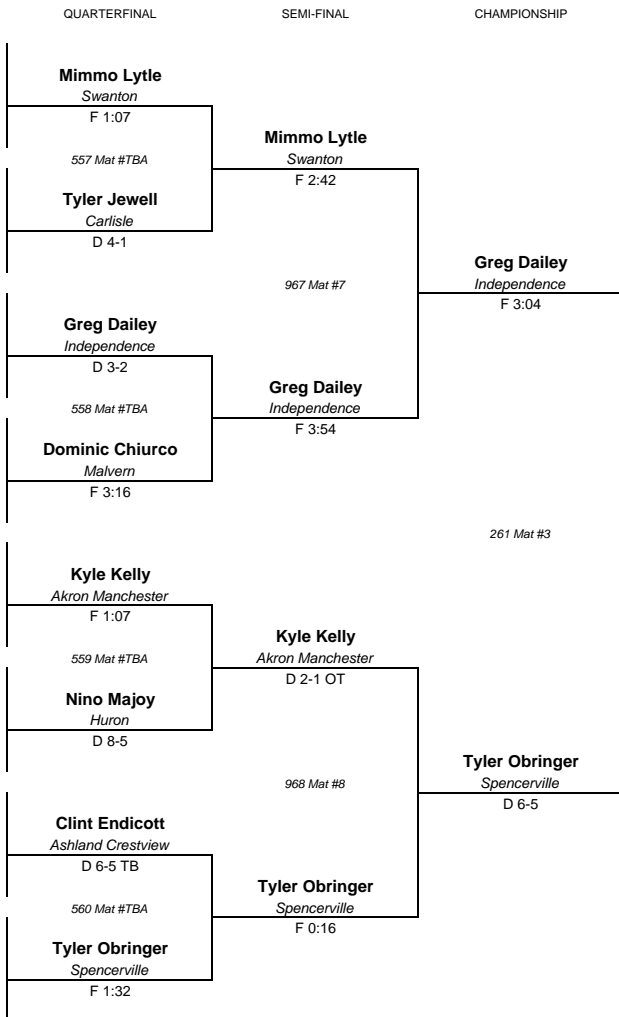 QUARTERFINAL
SEMI-FINAL
CHAMPIONSHIP
Mimmo Lytle
Swanton
F 1:07
557 Mat #TBA
Tyler Jewell
Carlisle
D 4-1
Greg Dailey
Independence
D 3-2
558 Mat #TBA
Dominic Chiurco
Malvern
F 3:16
Kyle Kelly
Akron Manchester
F 1:07
559 Mat #TBA
Nino Majoy
Huron
D 8-5
Clint Endicott
Ashland Crestview
D 6-5 TB
560 Mat #TBA
Tyler Obringer
Spencerville
F 1:32
Mimmo Lytle
Swanton
F 2:42
967 Mat #7
Greg Dailey
Independence
F 3:54
Kyle Kelly
Akron Manchester
D 2-1 OT
968 Mat #8
Tyler Obringer
Spencerville
F 0:16
Greg Dailey
Independence
F 3:04
261 Mat #3
Tyler Obringer
Spencerville
D 6-5